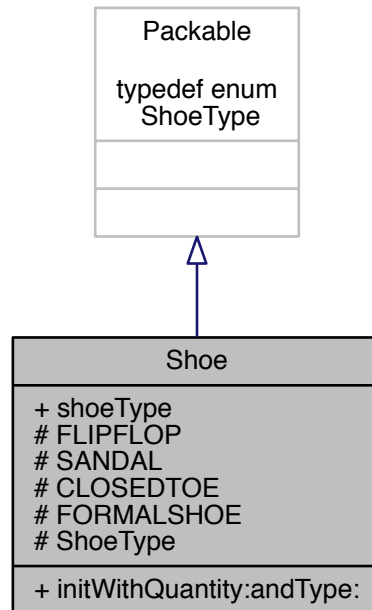 Packable
typedef enum
ShoeType
Shoe
+ shoeType
# FLIPFLOP
# SANDAL
# CLOSEDTOE
# FORMALSHOE
# ShoeType
+ initWithQuantity:andType: